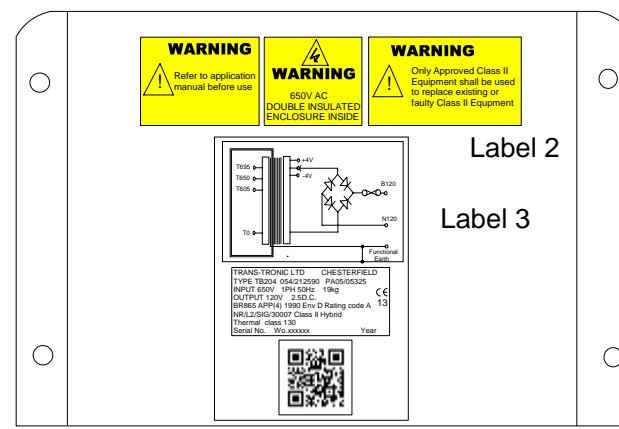 WARNING
Refer to application
manual before use
WARNING
650V AC
DOUBLE INSULATED
ENCLOSURE INSIDE
WARNING
Only Approved Class II
Equipment shall be used
to replace existing or
faulty Class II Equpment
Label 2
Label 3
+4V
-4V
T695
T650
T605
T0
B120
N120
Functional
Earth
TRANS-TRONIC LTD CHESTERFIELD
TYPE TB204 054/212590 PA05/05325
INPUT 650V 1PH 50Hz 19kg
OUTPUT 120V 2.5D.C.
BR865 APP(4) 1990 Env D Rating code A
NR/L2/SIG/30007 Class II Hybrid
Thermal class 130
Serial No. Wo.xxxxxx Year
CE
13